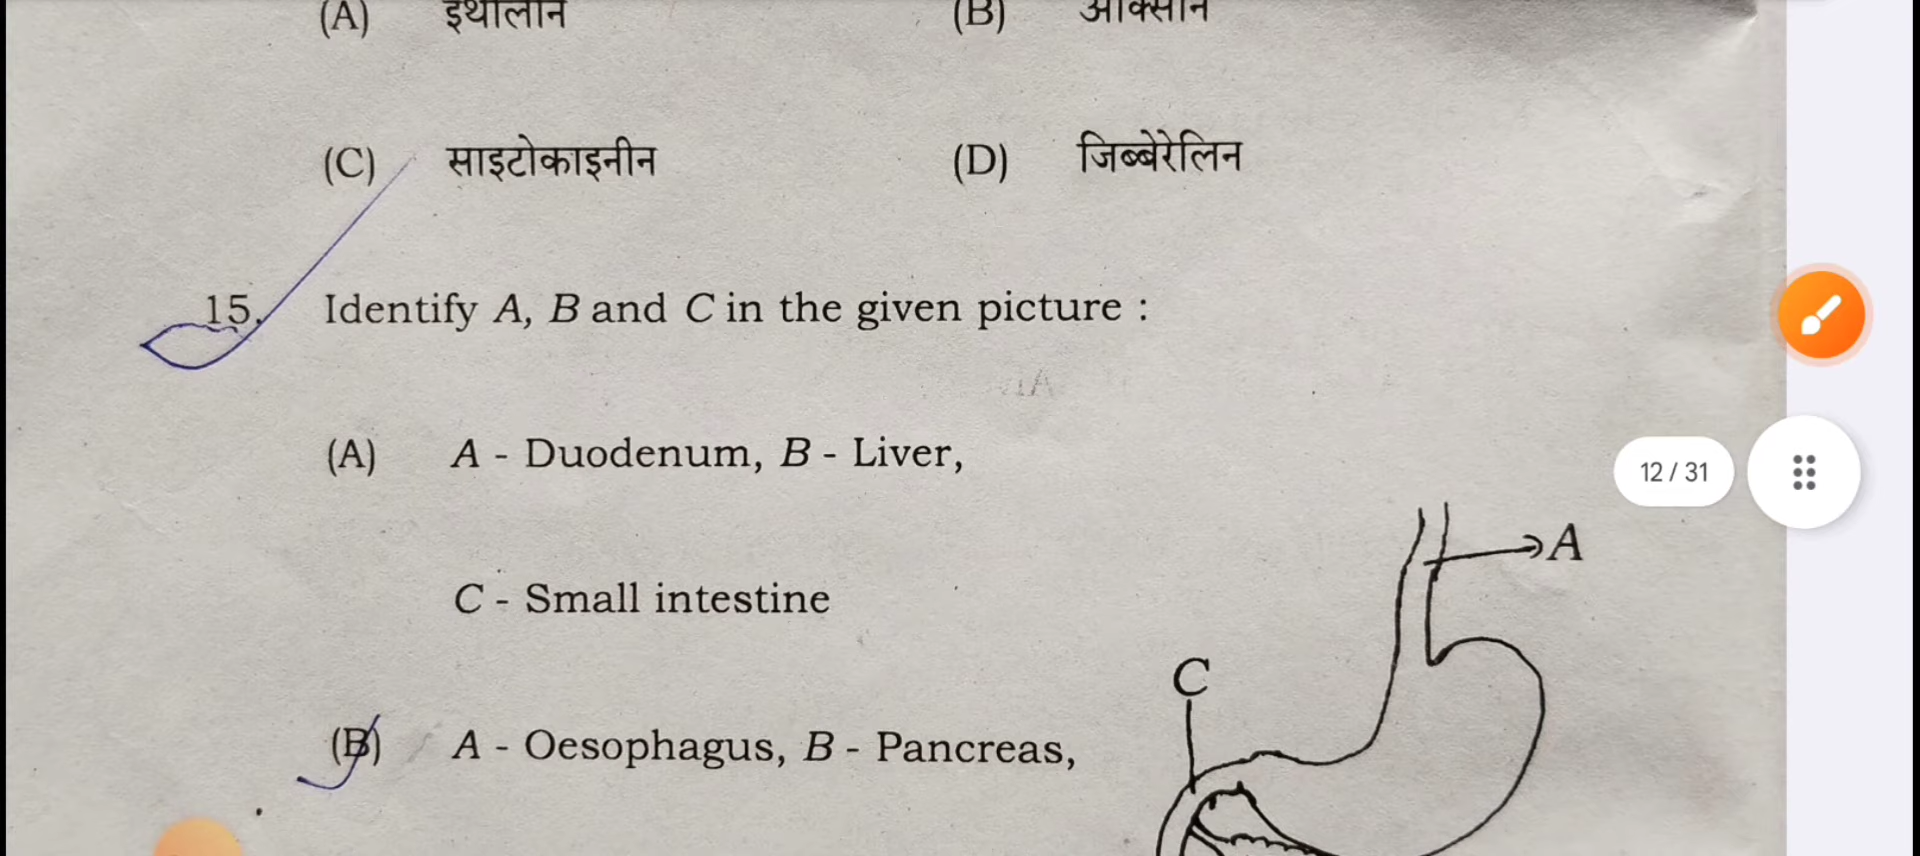 (A) इथीलीन (B) ऑक्सीन
(C) साइटोकाइनीन (D) जिब्बेरेलिन
15. Identify A, B and C in the given picture :
(A) A - Duodenum, B - Liver,
12 / 31
A
C - Small intestine
C
(B) A - Oesophagus, B - Pancreas,